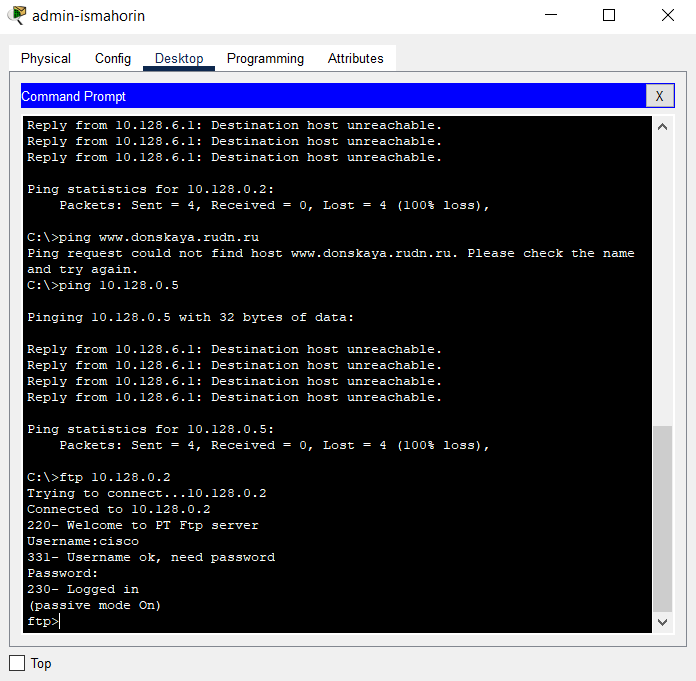 admin-ismahorin
Physical Config Desktop Programming Attributes
Command Prompt X
Reply from 10.128.6.1: Destination host unreachable.
Reply from 10.128.6.1: Destination host unreachable.
Reply from 10.128.6.1: Destination host unreachable.
Ping statistics for 10.128.0.2:
Packets: Sent = 4, Received = 0, Lost = 4 (100% loss),
C:\>ping www.donskaya.rudn.ru
Ping request could not find host www.donskaya.rudn.ru. Please check the name
and try again.
C:\>ping 10.128.0.5
Pinging 10.128.0.5 with 32 bytes of data:
Reply from 10.128.6.1: Destination host unreachable.
Reply from 10.128.6.1: Destination host unreachable.
Reply from 10.128.6.1: Destination host unreachable.
Reply from 10.128.6.1: Destination host unreachable.
Ping statistics for 10.128.0.5:
Packets: Sent = 4, Received = 0, Lost = 4 (100% loss),
C:\>ftp 10.128.0.2
Trying to connect...10.128.0.2
Connected to 10.128.0.2
220- Welcome to PT Ftp server
Username:cisco
331- Username ok, need password
Password:
230- Logged in
(passive mode On)
ftp>
Top